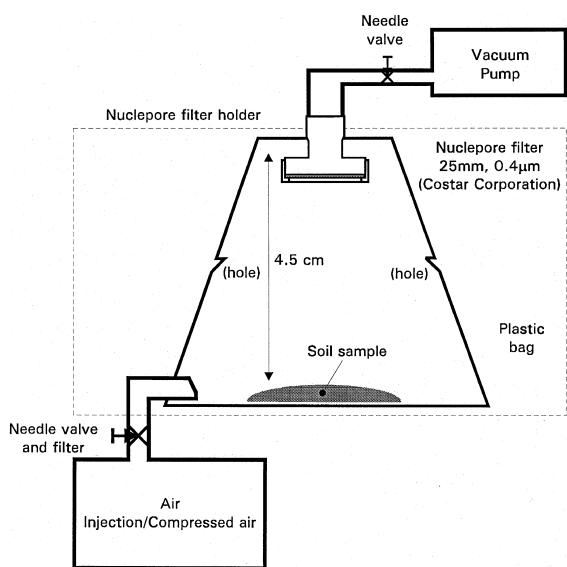 Needle
valve
Vacuum
Pump
Nuclepore filter holder
Nuclepore filter
25mm, 0.4µm
(Costar Corporation)
(hole)
4.5 cm
(hole)
Plastic
bag
Soil sample
Needle valve
and filter
Air
Injection/Compressed air